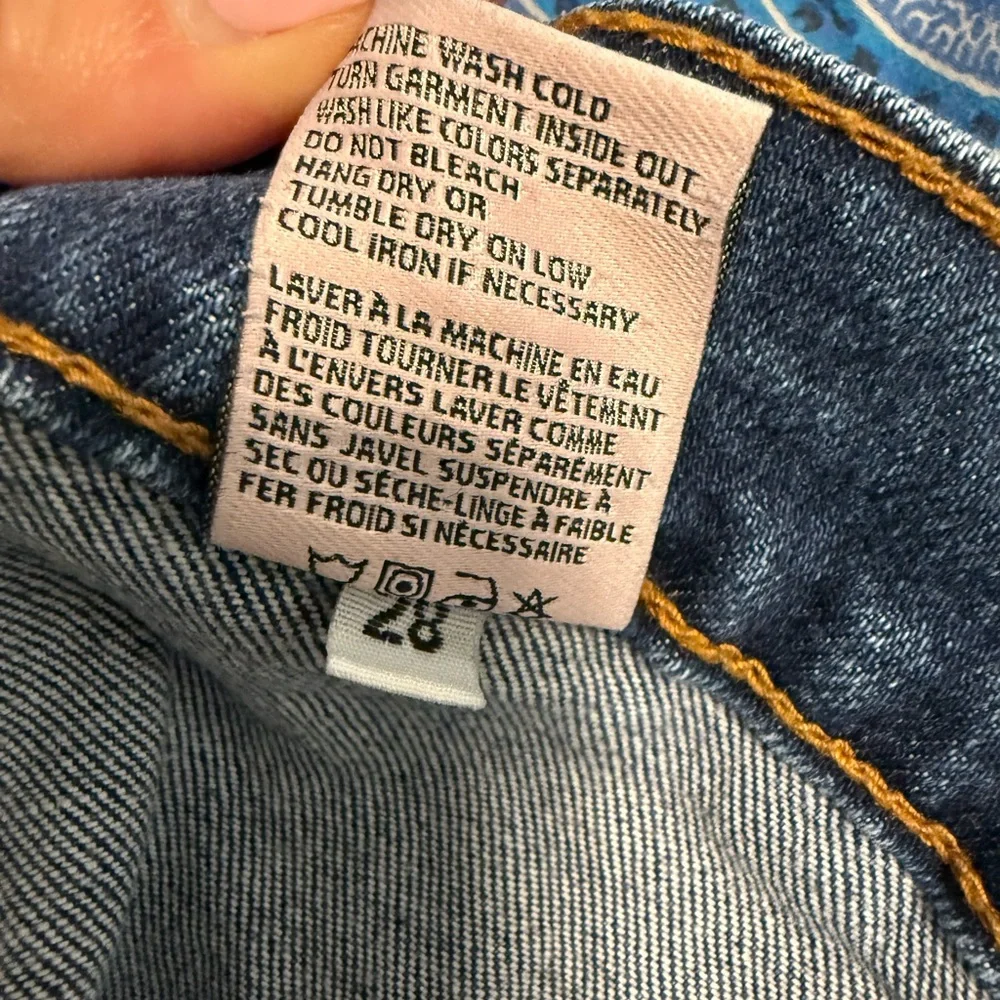 MACHINE WASH COLD
TURN GARMENT INSIDE OUT
WASH LIKE COLORS SEPARATELY
DO NOT BLEACH
HANG DRY OR
TUMBLE DRY ON LOW
COOL IRON IF NECESSARY
LAVER À LA MACHINE EN EAU
FROID TOURNER LE VÊTEMENT
À L'ENVERS LAVER COMME
DES COULEURS SÉPARÉMENT
SANS JAVEL SUSPENDRE À
SEC OU SÉCHE-LINGE À FAIBLE
FER FROID SI NÉCESSAIRE
28